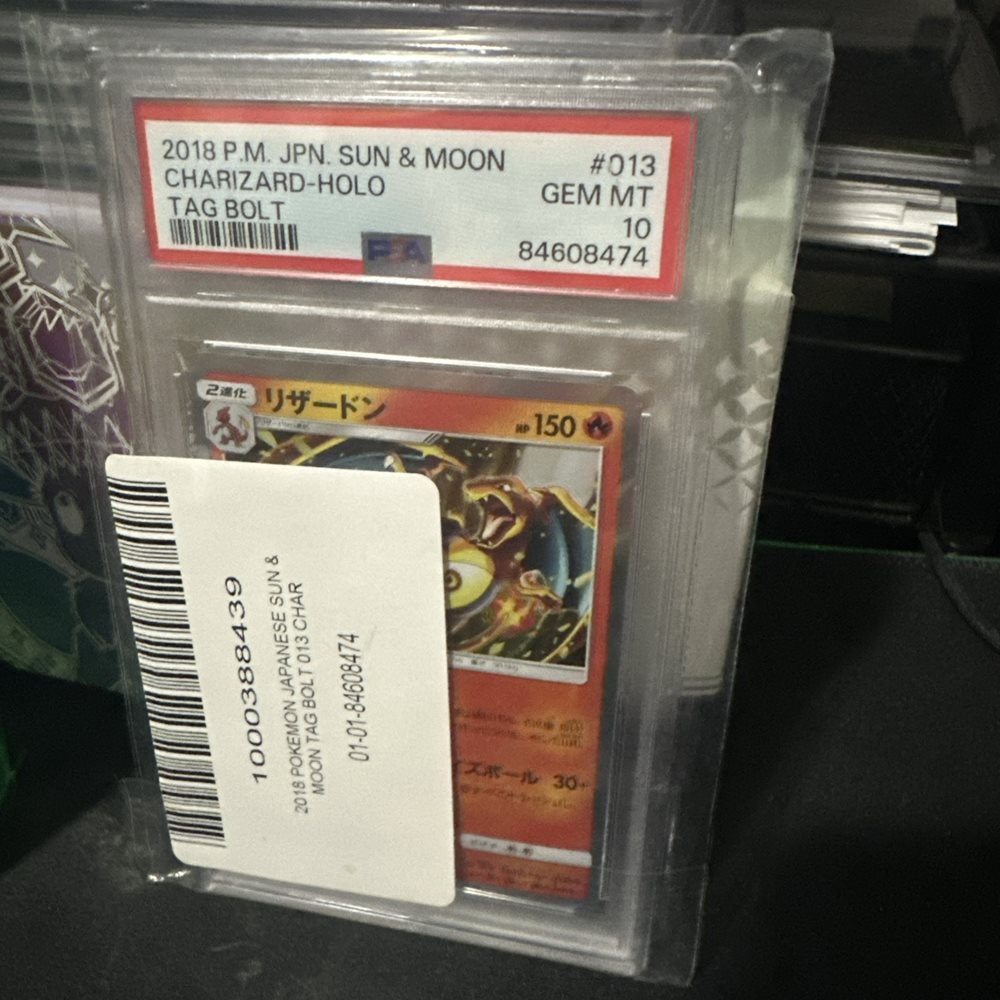 2018 P.M. JPN. SUN & MOON #013
CHARIZARD-HOLO GEM MT
TAG BOLT 10
PSA 84608474
2進化 リザードン HP 150
1000388439
2018 POKEMON JAPANESE SUN &
MOON TAG BOLT 013 CHAR
01-01-84608474
イズボール 30+